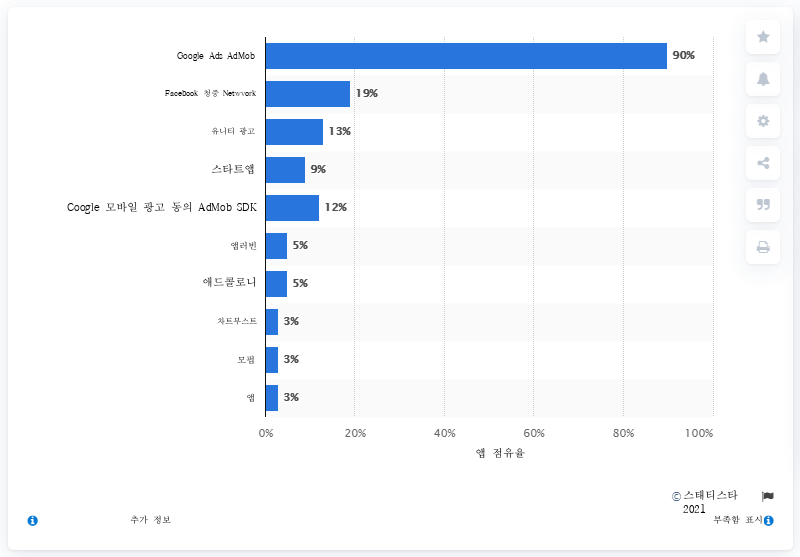 Google Ads AdMob
90%
Facebook 청중 Netwvork
19%
유니티 광고
13%
스타트앱
9%
Google 모바일 광고 동의 AdMob SDK
12%
앱러빈
5%
애드콜로니
5%
차트부스트
3%
모펍
3%
앱
3%
0% 20% 40% 60% 80% 100%
앱 점유율
© 스태티스타
2021
추가 정보
부족함 표시